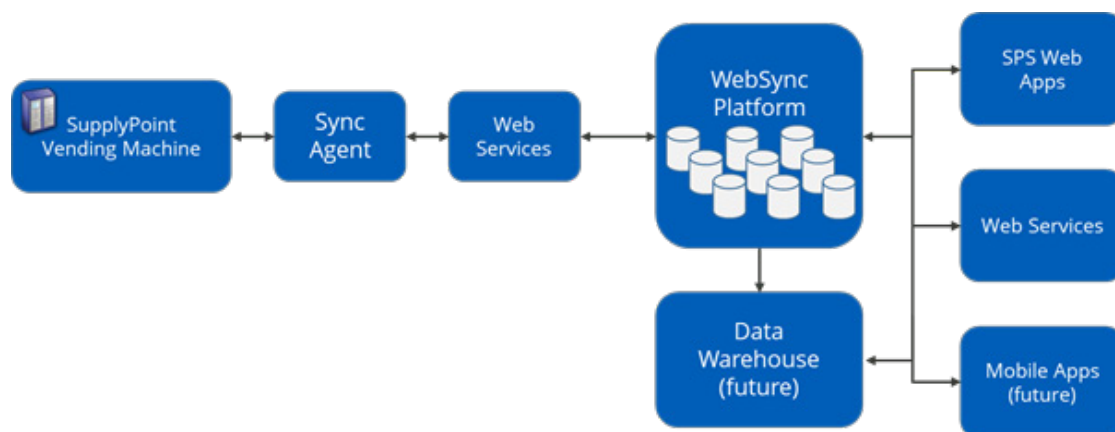 SupplyPoint
Vending Machine
Sync
Agent
Web
Services
WebSync
Platform
Data
Warehouse
(future)
SPS Web
Apps
Web Services
Mobile Apps
(future)